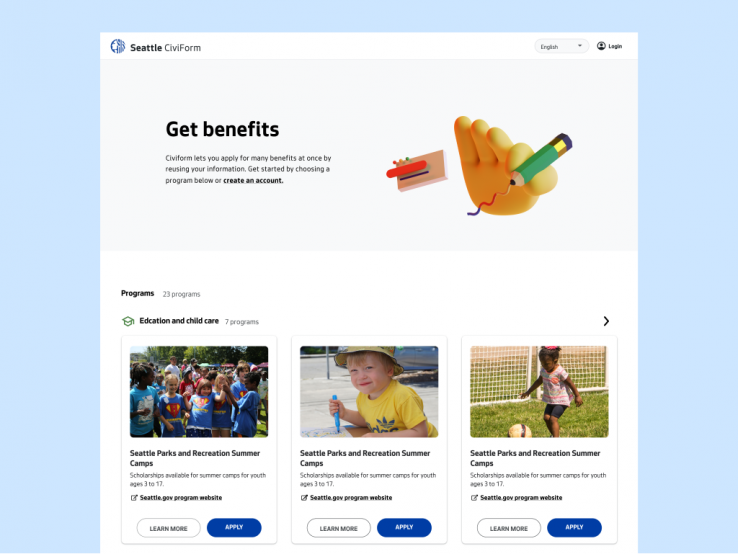 Seattle CiviForm
English
Login
Get benefits
Civiform lets you apply for many benefits at once by
reusing your information. Get started by choosing a
program below or create an account.
Programs 23 programs
Edcation and child care 7 programs
Seattle Parks and Recreation Summer
Camps
Scholarships available for summer camps for youth
ages 3 to 17.
Seattle.gov program website
LEARN MORE
APPLY
Seattle Parks and Recreation Summer
Camps
Scholarships available for summer camps for youth
ages 3 to 17.
Seattle.gov program website
LEARN MORE
APPLY
Seattle Parks and Recreation Summer
Camps
Scholarships available for summer camps for youth
ages 3 to 17.
Seattle.gov program website
LEARN MORE
APPLY